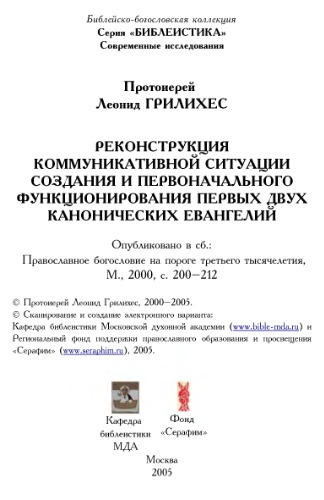 Библейско-богословская коллекция
Серия «БИБЛЕИСТИКА»
Современные исследования
Протоиерей
Леонид ГРИЛИХЕС
РЕКОНСТРУКЦИЯ
КОММУНИКАТИВНОЙ СИТУАЦИИ
СОЗДАНИЯ И ПЕРВОНАЧАЛЬНОГО
ФУНКЦИОНИРОВАНИЯ ПЕРВЫХ ДВУХ
КАНОНИЧЕСКИХ ЕВАНГЕЛИЙ
Опубликовано в сб.:
Православное богословие на пороге третьего тысячелетия,
М., 2000, с. 200–212
© Протоиерей Леонид Грилихес, 2000–2005.
© Сканирование и создание электронного варианта:
Кафедра библеистики Московской духовной академии (www.bible-mda.ru) и
Региональный фонд поддержки православного образования и просвещения
«Серафим» (www.seraphim.ru), 2005.
Кафедра
библеистики
МДА
Фонд
«Серафим»
Москва
2005